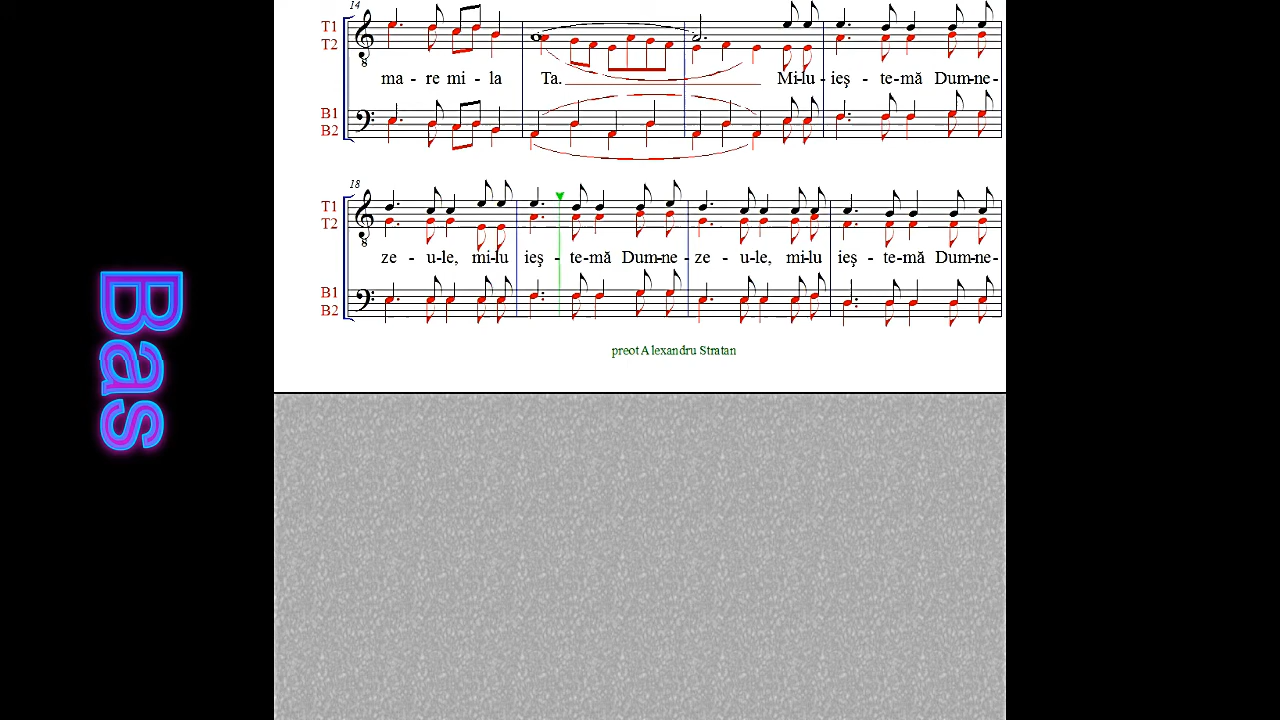 14
T1
T2
ma - re mi - la Ta. Mi-lu - ieş - te-mă Dum-ne-
B1
B2
18
T1
T2
ze - u-le, mi-lu ieş - te-mă Dum-ne - ze - u-le, mi-lu ieş - te-mă Dum-ne-
B1
B2
preot Alexandru Stratan
Bas